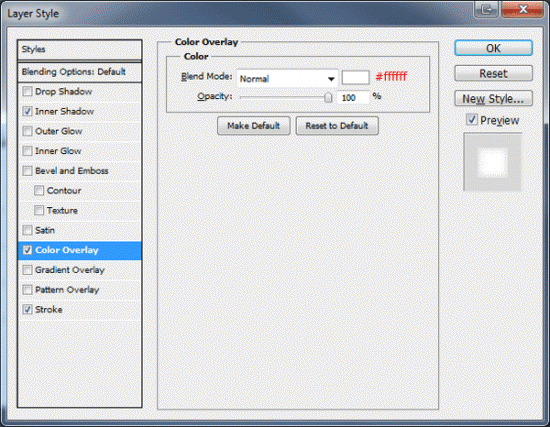 Layer Style
Styles
Blending Options: Default
Drop Shadow
Inner Shadow
Outer Glow
Inner Glow
Bevel and Emboss
Contour
Texture
Satin
Color Overlay
Gradient Overlay
Pattern Overlay
Stroke
Color Overlay
Color
Blend Mode: Normal #ffffff
Opacity: 100 %
Make Default Reset to Default
OK
Reset
New Style...
Preview